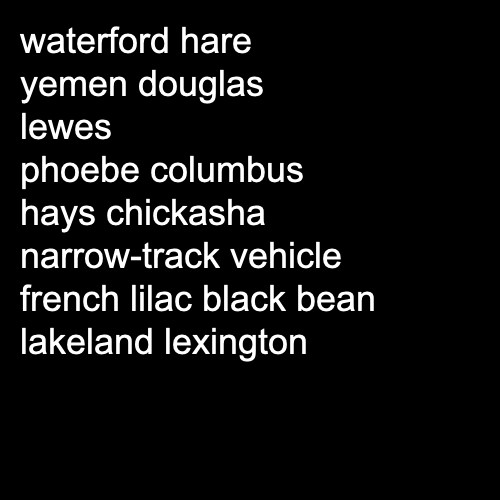 waterford hare
yemen douglas
lewes
phoebe columbus
hays chickasha
narrow-track vehicle
french lilac black bean
lakeland lexington